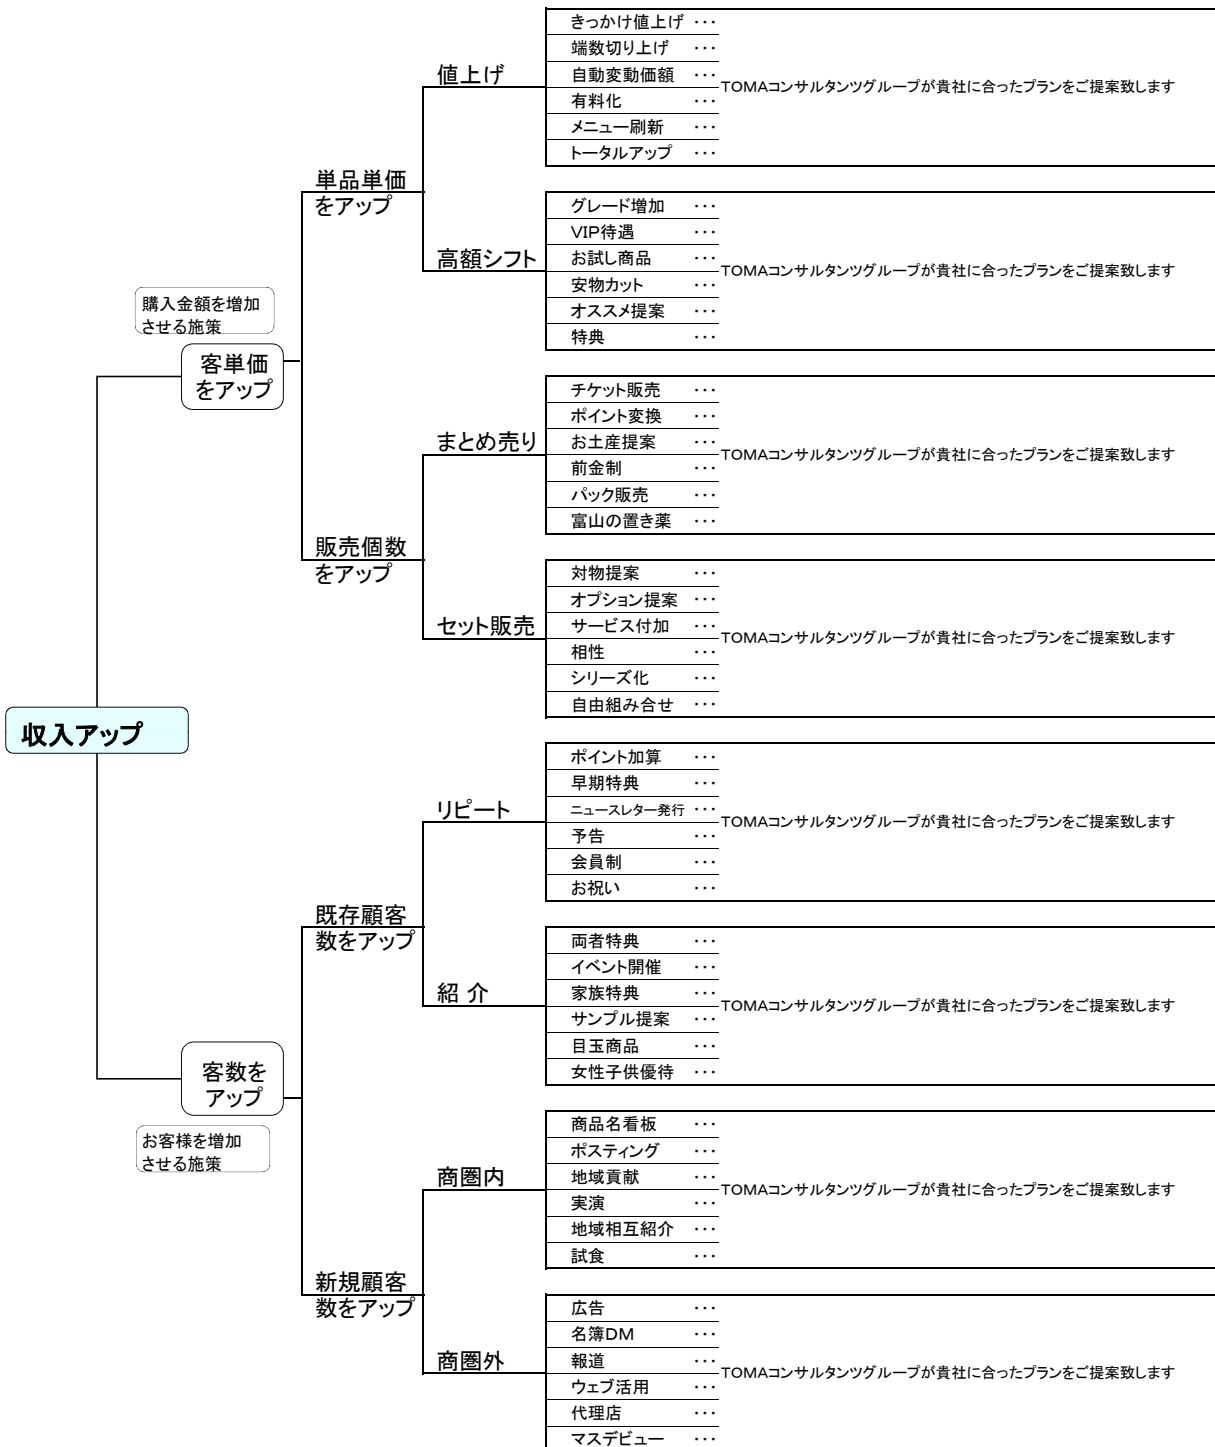 収入アップ
購入金額を増加
させる施策
客単価
をアップ
単品単価
をアップ
値上げ
きっかけ値上げ ･･･
端数切り上げ ･･･
自動変動価額 ･･･
有料化 ･･･
メニュー刷新 ･･･
トータルアップ ･･･
TOMAコンサルタンツグループが貴社に合ったプランをご提案致します
高額シフト
グレード増加 ･･･
VIP待遇 ･･･
お試し商品 ･･･
安物カット ･･･
オススメ提案 ･･･
特典 ･･･
TOMAコンサルタンツグループが貴社に合ったプランをご提案致します
販売個数
をアップ
まとめ売り
チケット販売 ･･･
ポイント変換 ･･･
お土産提案 ･･･
前金制 ･･･
パック販売 ･･･
富山の置き薬 ･･･
TOMAコンサルタンツグループが貴社に合ったプランをご提案致します
セット販売
対物提案 ･･･
オプション提案 ･･･
サービス付加 ･･･
相性 ･･･
シリーズ化 ･･･
自由組み合せ ･･･
TOMAコンサルタンツグループが貴社に合ったプランをご提案致します
客数を
アップ
お客様を増加
させる施策
既存顧客
数をアップ
リピート
ポイント加算 ･･･
早期特典 ･･･
ニュースレター発行 ･･･
予告 ･･･
会員制 ･･･
お祝い ･･･
TOMAコンサルタンツグループが貴社に合ったプランをご提案致します
紹 介
両者特典 ･･･
イベント開催 ･･･
家族特典 ･･･
サンプル提案 ･･･
目玉商品 ･･･
女性子供優待 ･･･
TOMAコンサルタンツグループが貴社に合ったプランをご提案致します
新規顧客
数をアップ
商圏内
商品名看板 ･･･
ポスティング ･･･
地域貢献 ･･･
実演 ･･･
地域相互紹介 ･･･
試食 ･･･
TOMAコンサルタンツグループが貴社に合ったプランをご提案致します
商圏外
広告 ･･･
名簿DM ･･･
報道 ･･･
ウェブ活用 ･･･
代理店 ･･･
マスデビュー ･･･
TOMAコンサルタンツグループが貴社に合ったプランをご提案致します